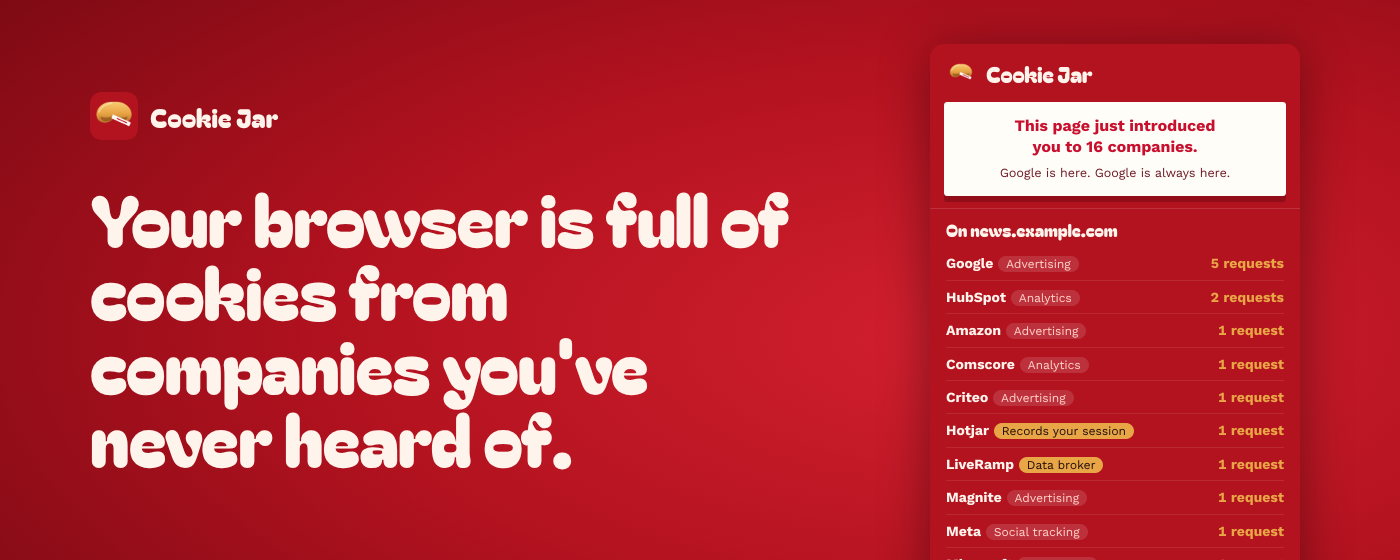 Cookie Jar
Your browser is full of
cookies from
companies you've
never heard of.
Cookie Jar
This page just introduced
you to 16 companies.
Google is here. Google is always here.
On news.example.com
Google Advertising 5 requests
HubSpot Analytics 2 requests
Amazon Advertising 1 request
Comscore Analytics 1 request
Criteo Advertising 1 request
Hotjar Records your session 1 request
LiveRamp Data broker 1 request
Magnite Advertising 1 request
Meta Social tracking 1 request